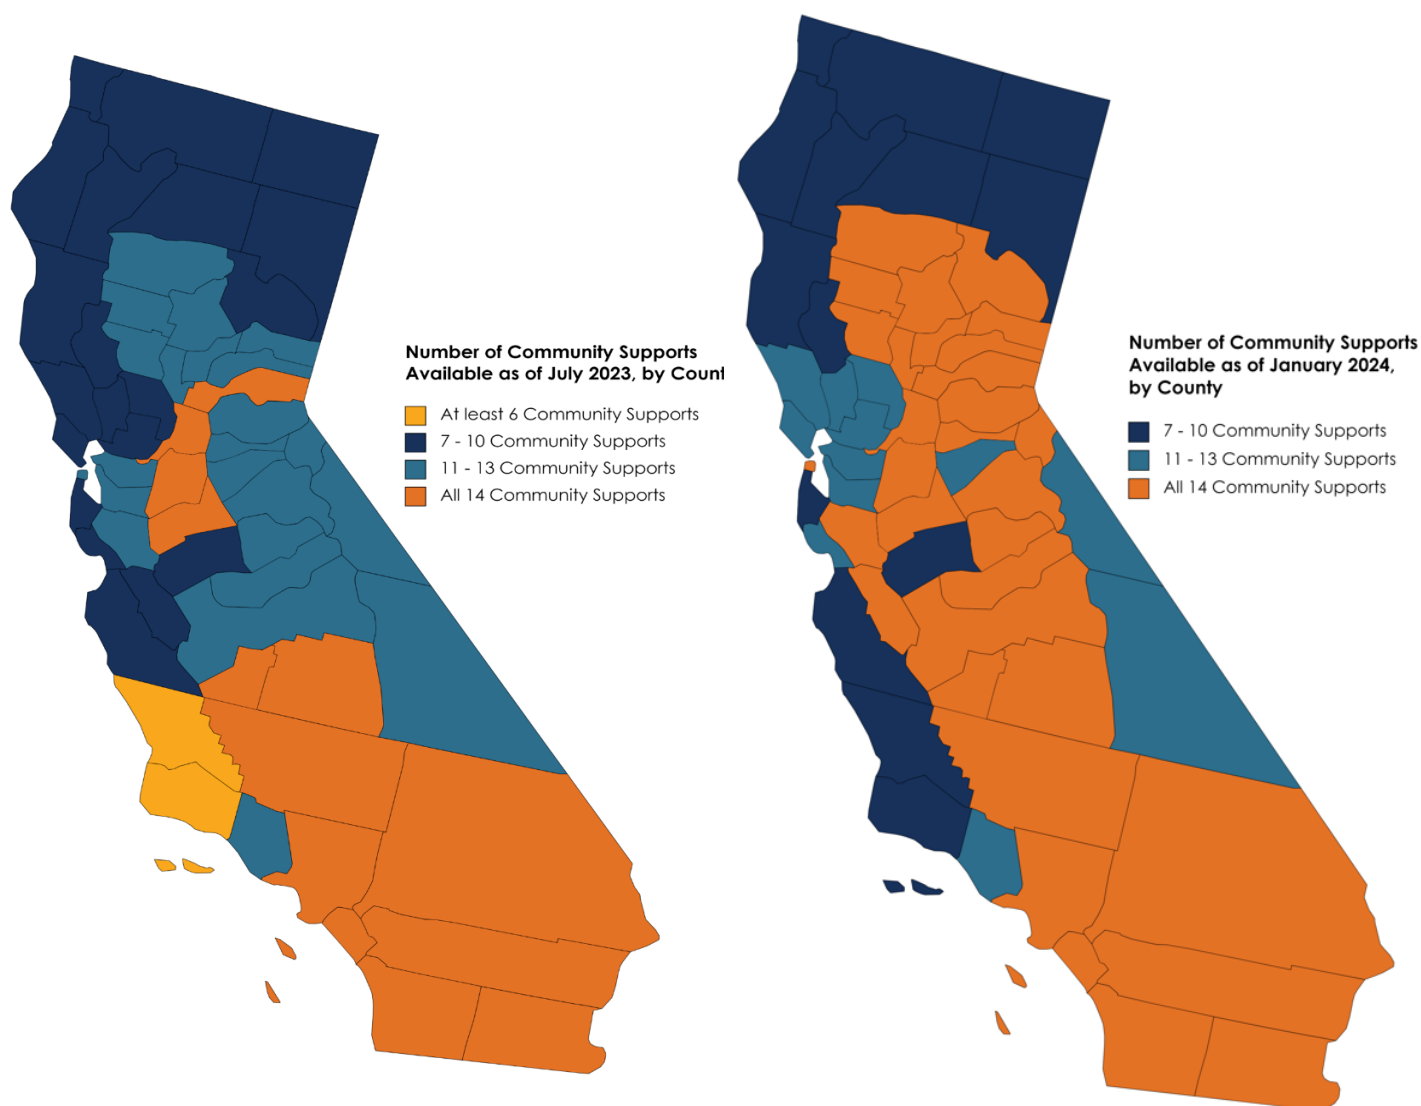 Number of Community Supports
Available as of July 2023, by Count
At least 6 Community Supports
7 - 10 Community Supports
11 - 13 Community Supports
All 14 Community Supports
Number of Community Supports
Available as of January 2024,
by County
7 - 10 Community Supports
11 - 13 Community Supports
All 14 Community Supports